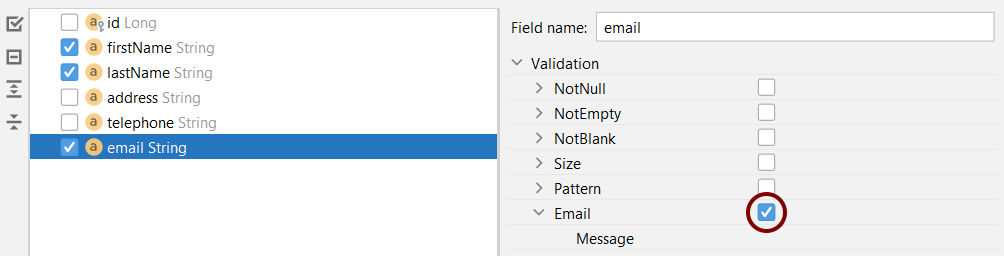 id Long
firstName String
lastName String
address String
telephone String
email String
Field name: email
Validation
NotNull
NotEmpty
NotBlank
Size
Pattern
Email
Message